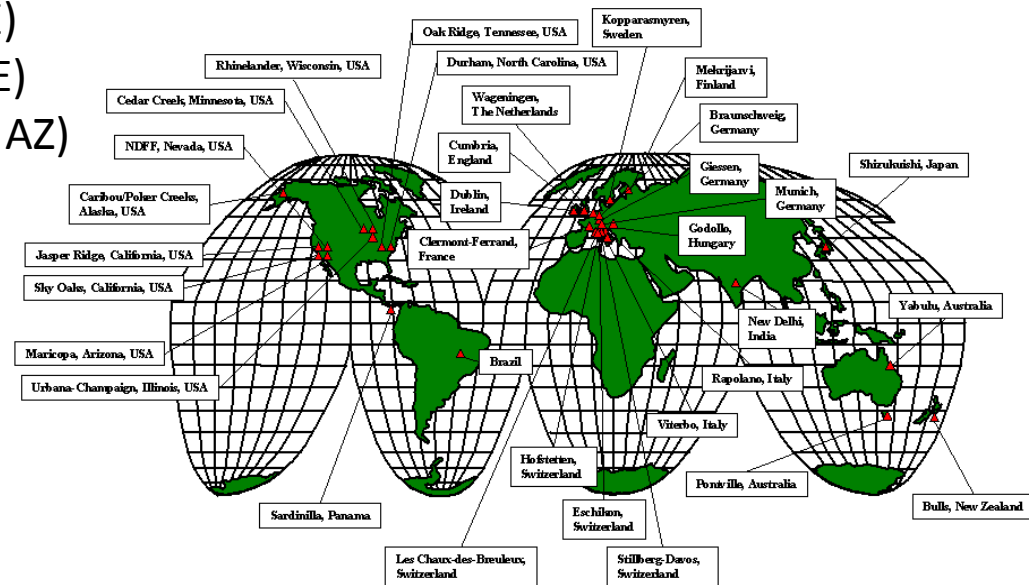 )
E)
AZ)
Oak Ridge, Tennessee, USA
Kopparasmyren,
Sweden
Rhinelander, Wisconsin, USA
Durham, North Carolina, USA
Mekrijarvi,
Finland
Cedar Creek, Minnesota, USA
Wageningen,
The Netherlands
Braunschweig,
Germany
NDFF, Nevada, USA
Cumbria,
England
Giessen,
Germany
Shizukuishi, Japan
Caribou/Poker Creeks,
Alaska, USA
Dublin,
Ireland
Munich,
Germany
Jasper Ridge, California, USA
Clermont-Ferrand,
France
Godollo,
Hungary
Sky Oaks, California, USA
Yabulu, Australia
New Delhi,
India
Maricopa, Arizona, USA
Brazil
Urbana-Champaign, Illinois, USA
Rapolano, Italy
Viterbo, Italy
Hofstetten,
Switzerland
Pontville, Australia
Sardinilla, Panama
Eschikon,
Switzerland
Bulls, New Zealand
Les Chaux-des-Breuleux,
Switzerland
Stillberg-Davos,
Switzerland